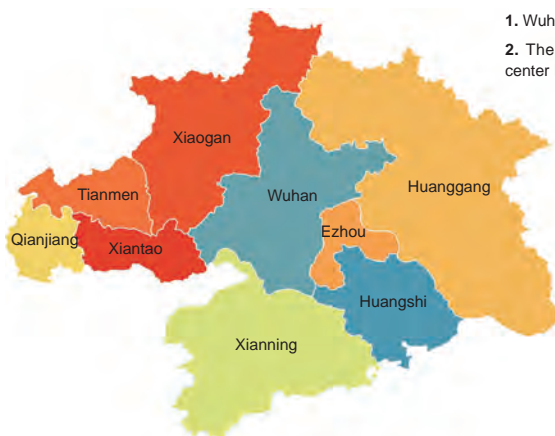 1. Wuh
2. The
center
Xiaogan
Tianmen
Wuhan
Huanggang
Qianjiang
Xiantao
Ezhou
Huangshi
Xianning